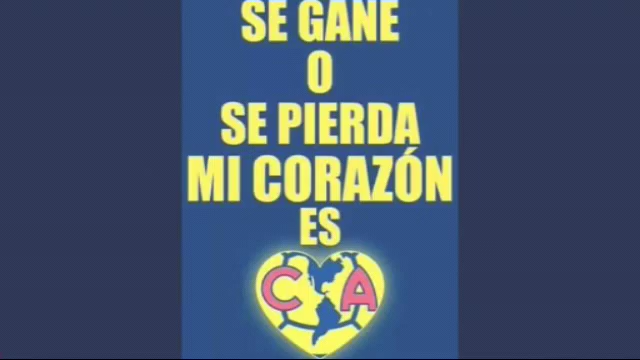 SE GANE
O
SE PIERDA
MI CORAZÓN
ES
CA